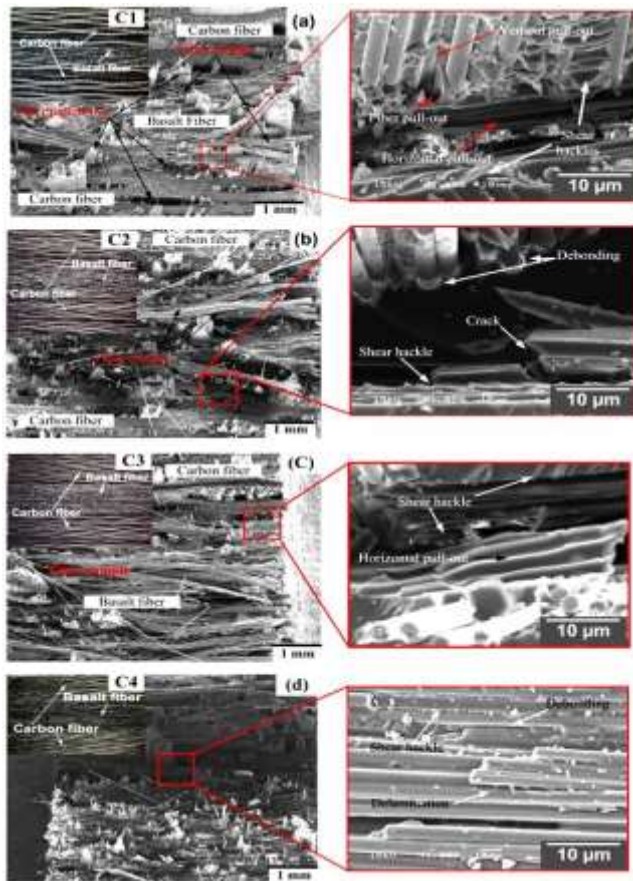 C1
(a)
Carbon fiber
Carbon fiber
Basalt fiber
Basalt Fiber
Carbon fiber
1 mm
Vertical pull-out
Fiber pull-out
Horizontal pull-out
Shear
hackle
10 µm
C2
(b)
Carbon fiber
Basalt fiber
Carbon fiber
Carbon fiber
1 mm
Debonding
Crack
Shear hackle
10 µm
C3
(C)
Carbon fiber
Basalt fiber
Carbon fiber
Basalt fiber
1 mm
Shear hackle
Horizontal pull-out
10 µm
C4
(d)
Basalt fiber
Carbon fiber
1 mm
Debonding
Shear hackle
Delamination
10 µm